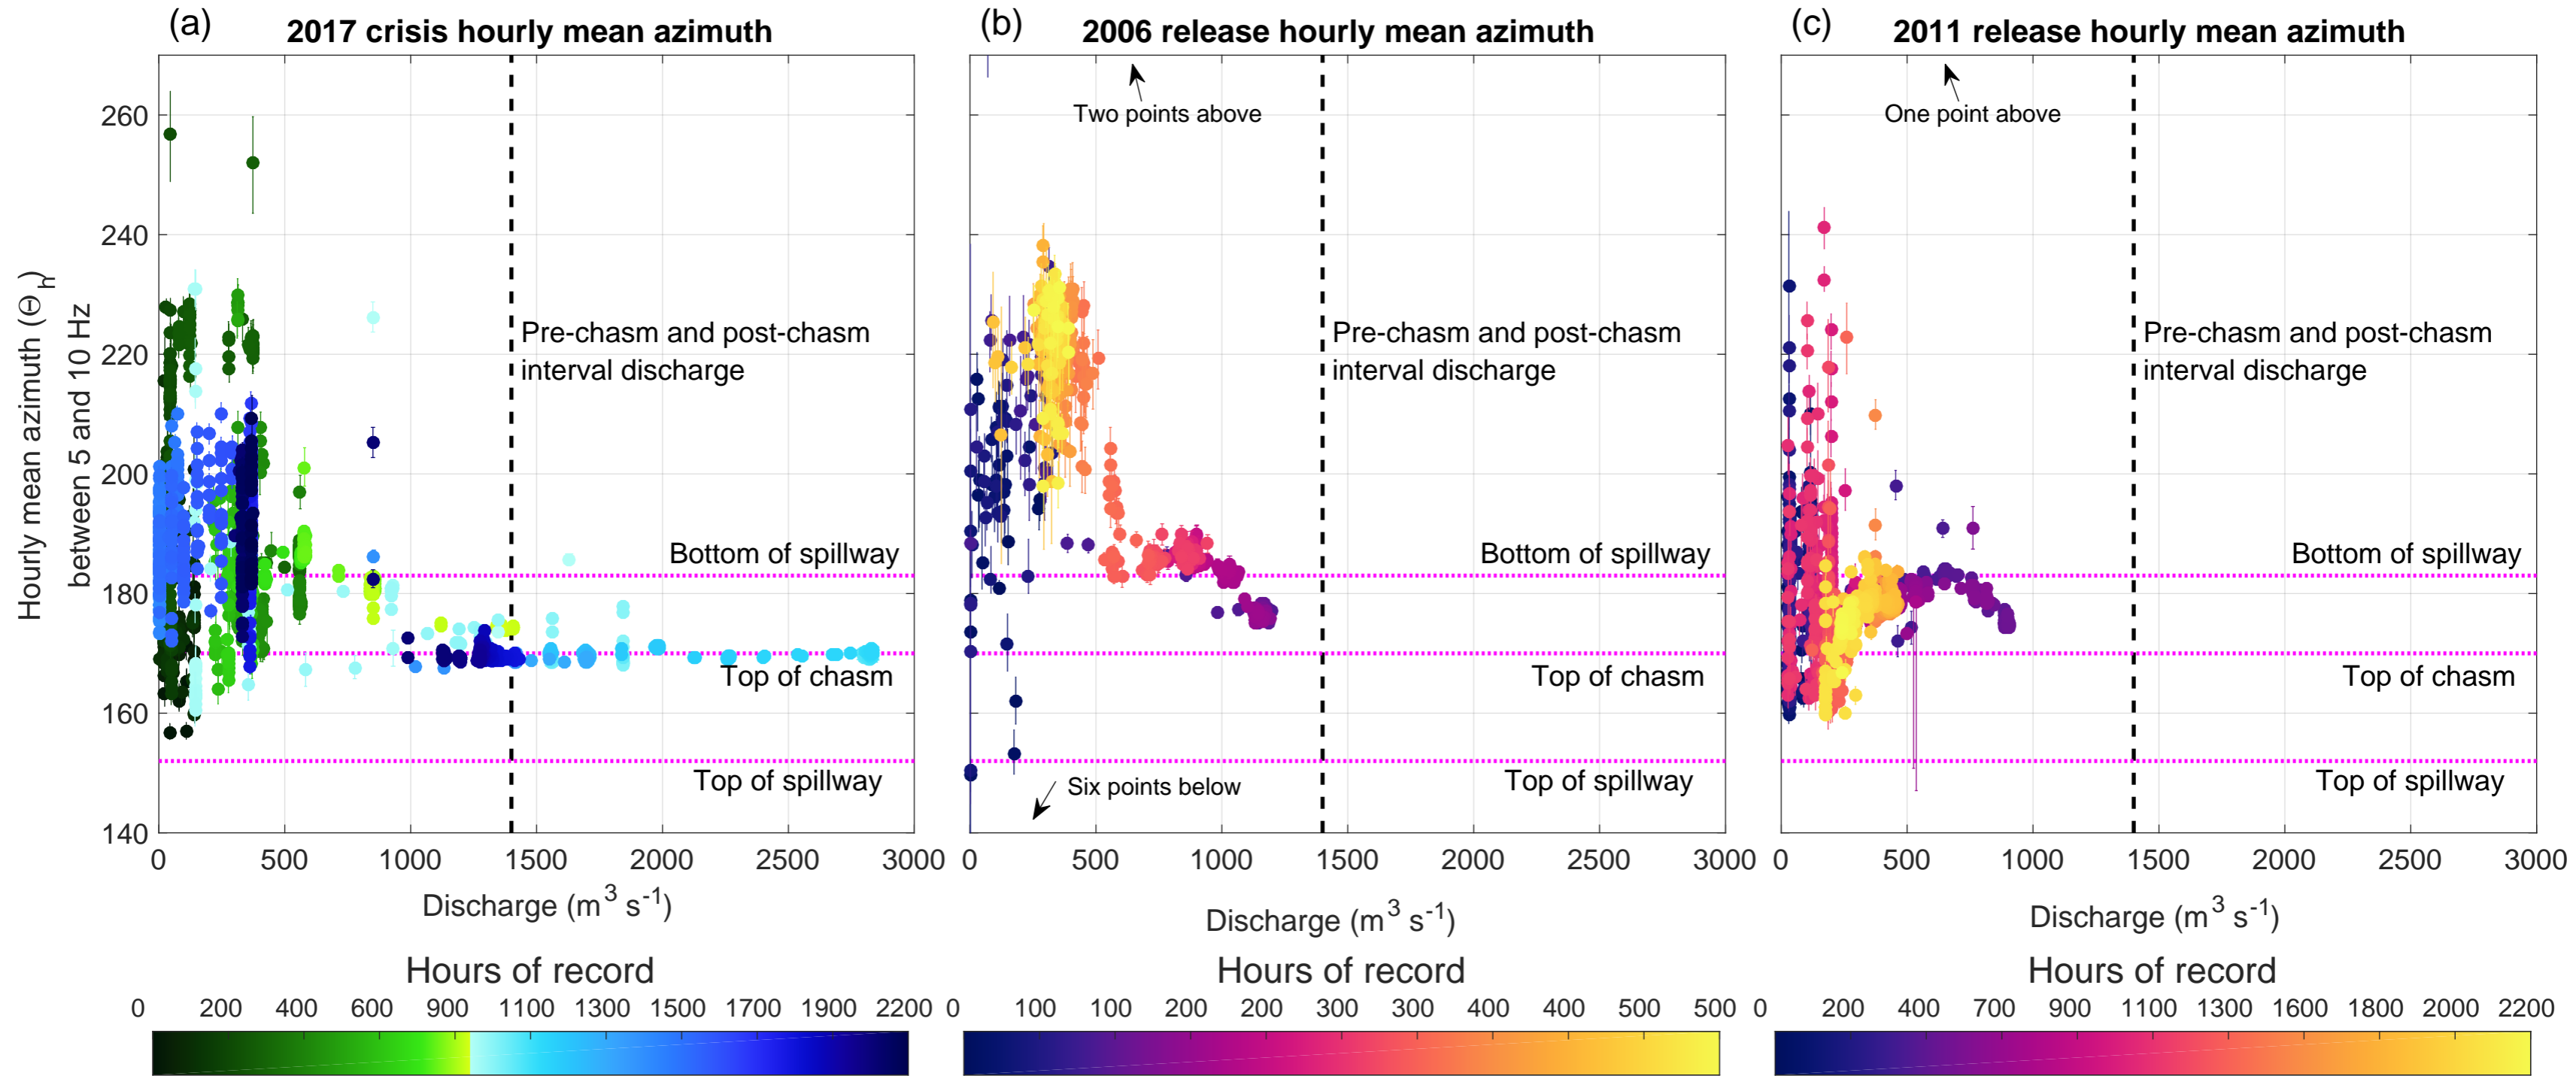 (a)
2017 crisis hourly mean azimuth
Hourly mean azimuth (Θh)
between 5 and 10 Hz
260
240
220
200
180
160
140
Pre-chasm and post-chasm
interval discharge
Bottom of spillway
Top of chasm
Top of spillway
0 500 1000 1500 2000 2500 3000
Discharge (m3 s-1)
Hours of record
0 200 400 600 900 1100 1300 1500 1700 1900 2200
(b)
2006 release hourly mean azimuth
Two points above
Pre-chasm and post-chasm
interval discharge
Bottom of spillway
Top of chasm
Top of spillway
Six points below
0 500 1000 1500 2000 2500 3000
Discharge (m3 s-1)
Hours of record
0 100 100 200 200 300 300 400 400 500 500
(c)
2011 release hourly mean azimuth
One point above
Pre-chasm and post-chasm
interval discharge
Bottom of spillway
Top of chasm
Top of spillway
0 500 1000 1500 2000 2500 3000
Discharge (m3 s-1)
Hours of record
0 200 400 700 900 1100 1300 1600 1800 2000 2200